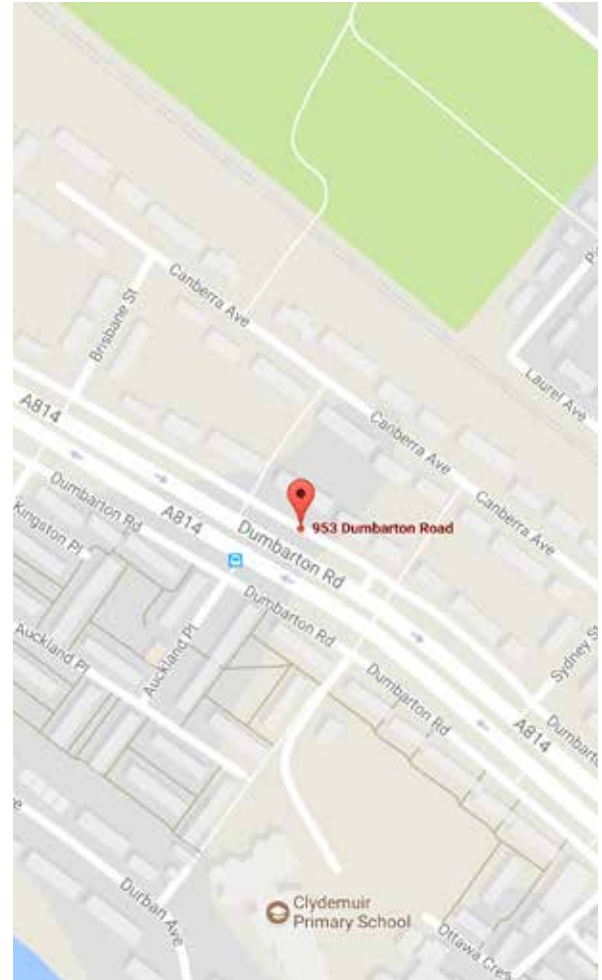 Canberra Ave
Brisbane St
Laurel Ave
A814
Canberra Ave
Canberra Ave
Dumbarton Rd
A814
953 Dumbarton Road
Dumbarton Rd
Kingston Pl
Dumbarton Rd
Auckland Pl
Auckland Pl
Sydney St
Dumbarton Rd
A814
Dumbarto
Durban Ave
Clydemuir
Primary School
Ottawa Cres